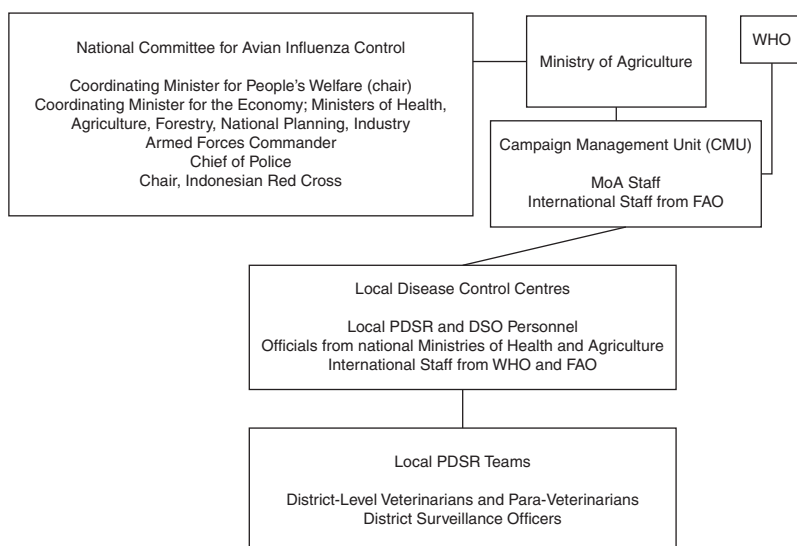 National Committee for Avian Influenza Control
Coordinating Minister for People's Welfare (chair)
Coordinating Minister for the Economy; Ministers of Health,
Agriculture, Forestry, National Planning, Industry
Armed Forces Commander
Chief of Police
Chair, Indonesian Red Cross
Ministry of Agriculture
WHO
Campaign Management Unit (CMU)
MoA Staff
International Staff from FAO
Local Disease Control Centres
Local PDSR and DSO Personnel
Officials from national Ministries of Health and Agriculture
International Staff from WHO and FAO
Local PDSR Teams
District-Level Veterinarians and Para-Veterinarians
District Surveillance Officers